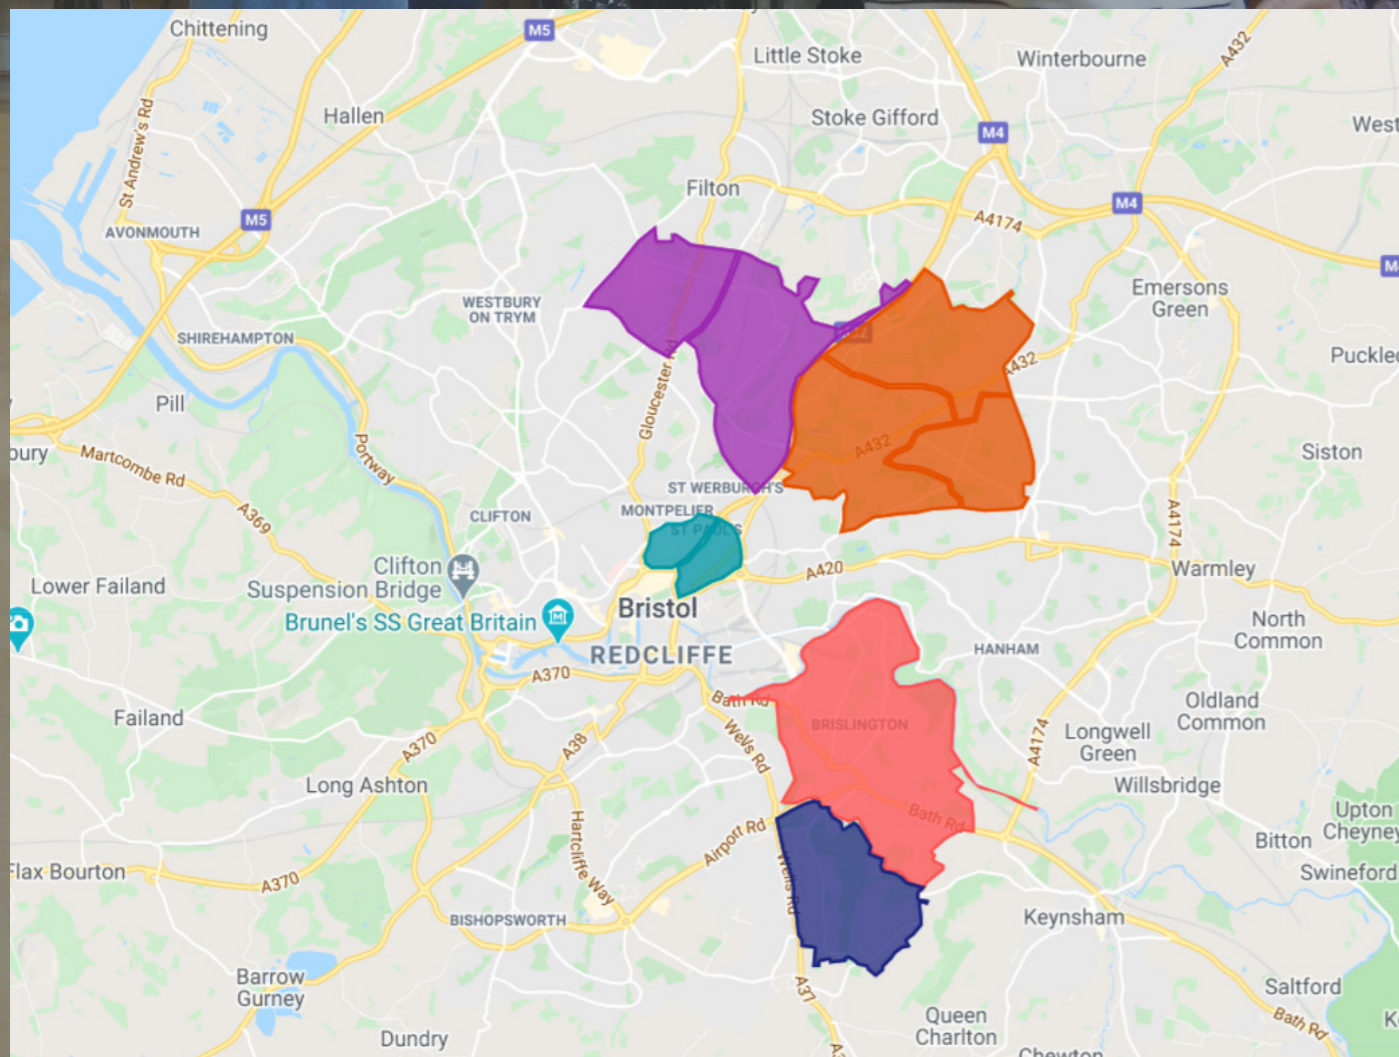 Chittening
M5
Little Stoke
Winterbourne
A432
St Andrew's Rd
Hallen
Stoke Gifford
M4
West
Filton
M4
M5
AVONMOUTH
A4174
M
WESTBURY
ON TRYM
Emersons
Green
SHIREHAMPTON
Gloucester
A432
Puckle
Pill
Portway
A432
bury
Martcombe Rd
Siston
ST WERBURGH'S
A369
CLIFTON
MONTPELIER
ST PAUL'S
A4174
Clifton
Suspension Bridge
A420
Warmley
Lower Failand
Bristol
Brunel's SS Great Britain
North
Common
REDCLIFFE
HANHAM
A370
Bath Rd
Oldland
Common
Failand
BRISLINGTON
Wells Rd
A4174
Longwell
Green
A370
A38
Long Ashton
Willsbridge
Bath Rd
Upton
Cheyney
Airport Rd
Hartcliffe Way
Bitton
Flax Bourton
A370
Wells Rd
Swineford
BISHOPSWORTH
Keynsham
Barrow
Gurney
A37
Saltford
Queen
Charlton
Bath Rd
Dundry
Chewton